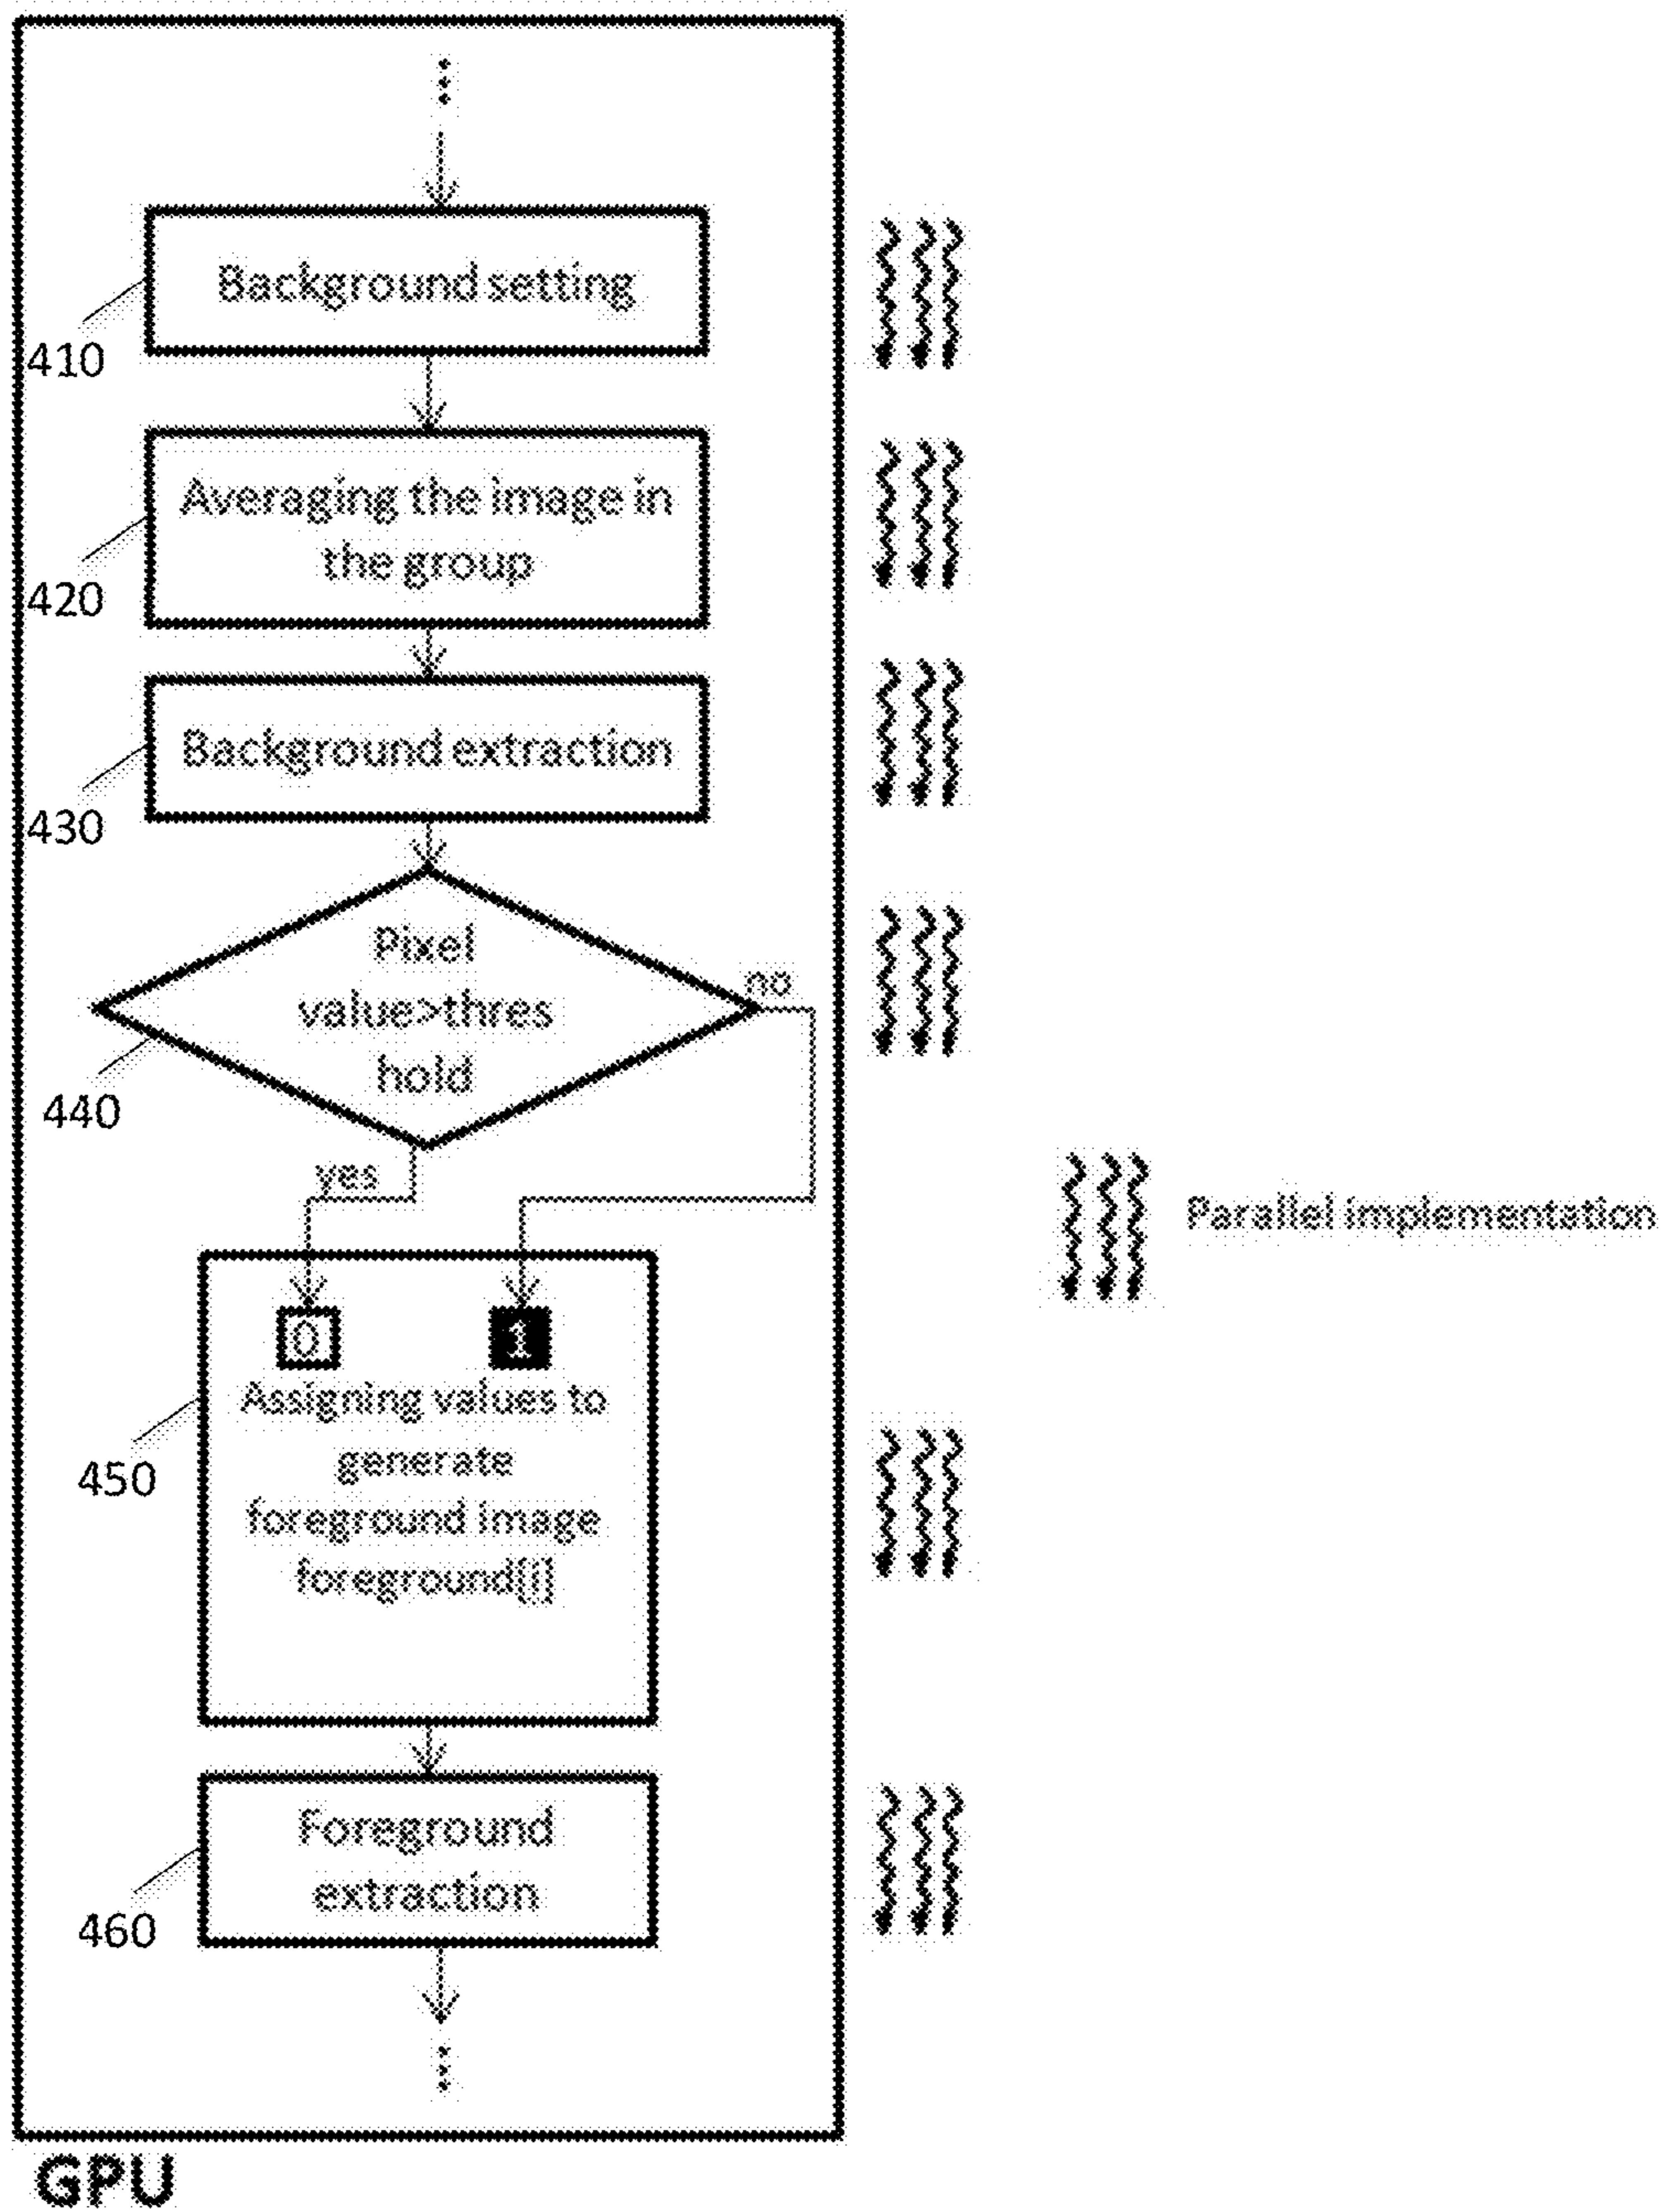 Background setting
410
Averaging the image in
the group
420
Background extraction
430
Pixel
value>thres
hold
no
440
yes
Parallel implementation
0
1
Assigning values to
generate
foreground image
foreground[i]
450
Foreground
extraction
460
GPU